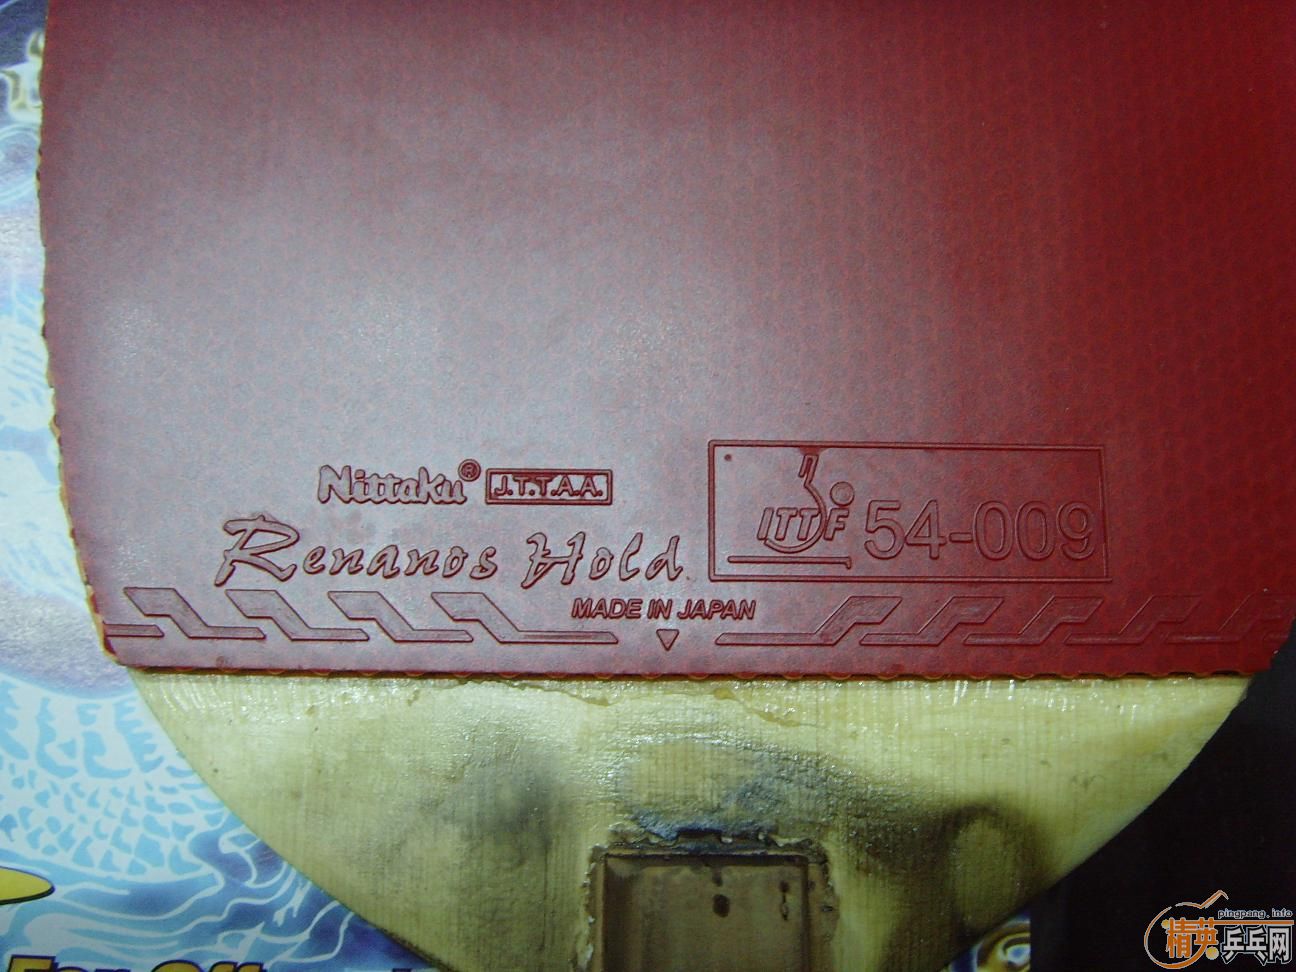 Nittaku® J.T.T.A.A.
ITTF 54-009
Renanos Hold
MADE IN JAPAN
pingpang.info
精英乒乓网